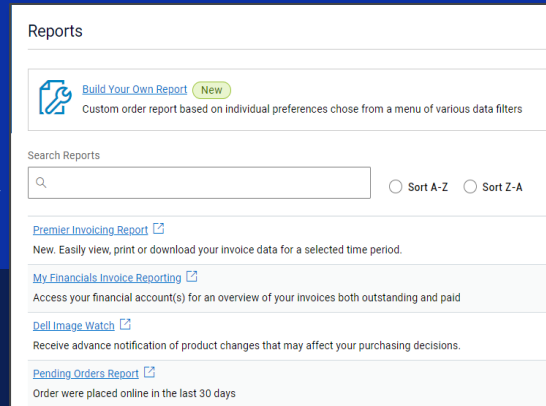 Reports
Build Your Own Report New
Custom order report based on individual preferences chose from a menu of various data filters
Search Reports
Sort A-Z Sort Z-A
Premier Invoicing Report
New. Easily view, print or download your invoice data for a selected time period.
My Financials Invoice Reporting
Access your financial account(s) for an overview of your invoices both outstanding and paid
Dell Image Watch
Receive advance notification of product changes that may affect your purchasing decisions.
Pending Orders Report
Order were placed online in the last 30 days